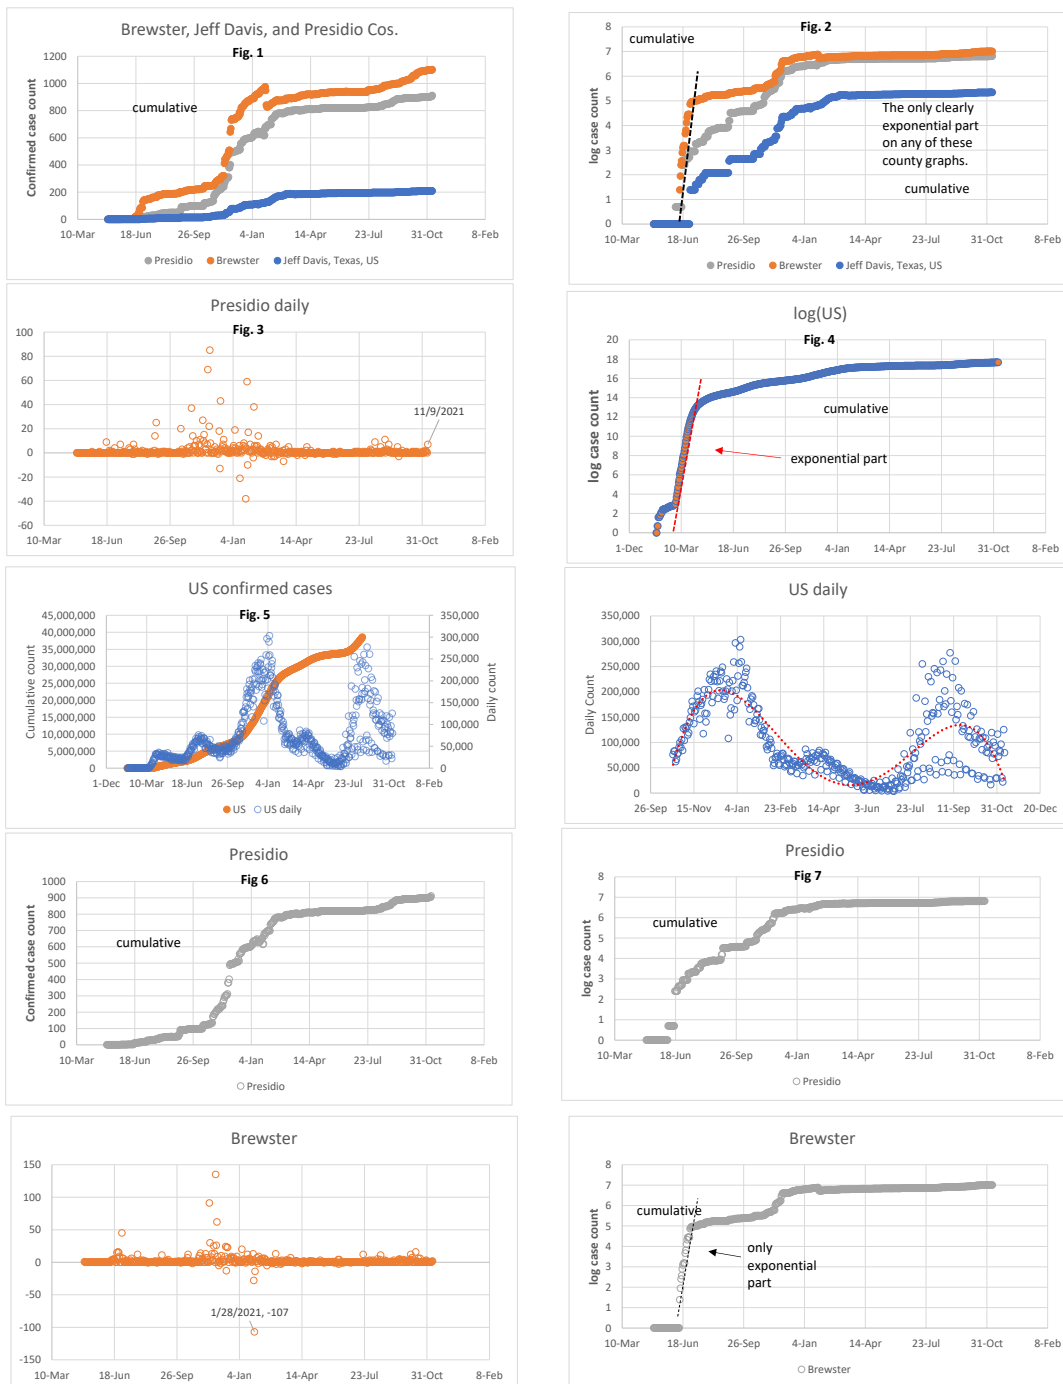 Brewster, Jeff Davis, and Presidio Cos.
Fig. 1
cumulative
Confirmed case count
1200
1000
800
600
400
200
0
10-Mar 18-Jun 26-Sep 4-Jan 14-Apr 23-Jul 31-Oct 8-Feb
Presidio Brewster Jeff Davis, Texas, US
Fig. 2
cumulative
log case count
8
7
6
5
4
3
2
1
0
The only clearly
exponential part
on any of these
county graphs.
cumulative
10-Mar 18-Jun 26-Sep 4-Jan 14-Apr 23-Jul 31-Oct 8-Feb
Presidio Brewster Jeff Davis, Texas, US
Presidio daily
Fig. 3
100
80
60
40
20
0
-20
-40
-60
11/9/2021
10-Mar 18-Jun 26-Sep 4-Jan 14-Apr 23-Jul 31-Oct 8-Feb
log(US)
Fig. 4
log case count
20
18
16
14
12
10
8
6
4
2
0
cumulative
exponential part
1-Dec 10-Mar 18-Jun 26-Sep 4-Jan 14-Apr 23-Jul 31-Oct 8-Feb
US confirmed cases
Fig. 5
Cumulative count
45,000,000
40,000,000
35,000,000
30,000,000
25,000,000
20,000,000
15,000,000
10,000,000
5,000,000
0
350,000
300,000
250,000
200,000
150,000
100,000
50,000
0
Daily count
1-Dec 10-Mar 18-Jun 26-Sep 4-Jan 14-Apr 23-Jul 31-Oct 8-Feb
US US daily
US daily
Daily Count
350,000
300,000
250,000
200,000
150,000
100,000
50,000
0
26-Sep 15-Nov 4-Jan 23-Feb 14-Apr 3-Jun 23-Jul 11-Sep 31-Oct 20-Dec
Presidio
Fig 6
cumulative
Confirmed case count
1000
900
800
700
600
500
400
300
200
100
0
10-Mar 18-Jun 26-Sep 4-Jan 14-Apr 23-Jul 31-Oct 8-Feb
Presidio
Presidio
Fig 7
cumulative
log case count
8
7
6
5
4
3
2
1
0
10-Mar 18-Jun 26-Sep 4-Jan 14-Apr 23-Jul 31-Oct 8-Feb
Presidio
Brewster
150
100
50
0
-50
-100
-150
1/28/2021, -107
10-Mar 18-Jun 26-Sep 4-Jan 14-Apr 23-Jul 31-Oct 8-Feb
Brewster
cumulative
log case count
8
7
6
5
4
3
2
1
0
only
exponential
part
10-Mar 18-Jun 26-Sep 4-Jan 14-Apr 23-Jul 31-Oct 8-Feb
Brewster